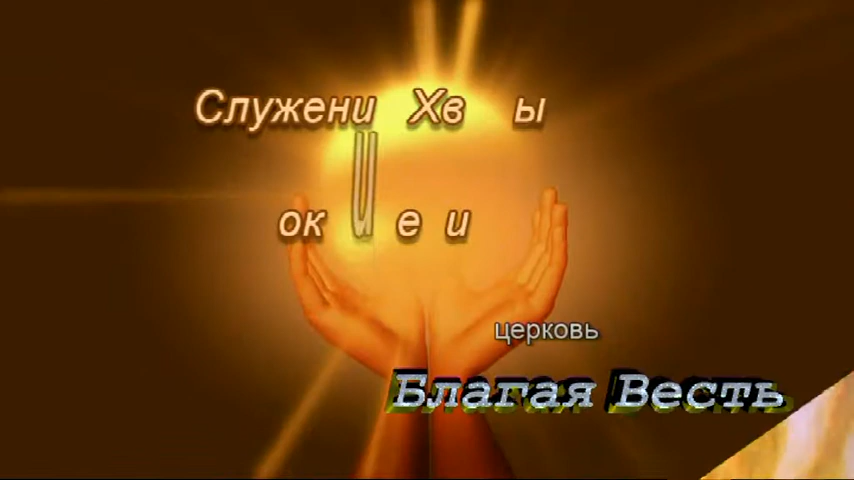 Служени Хв ы
и
ок е и
церковь
Благая Весть